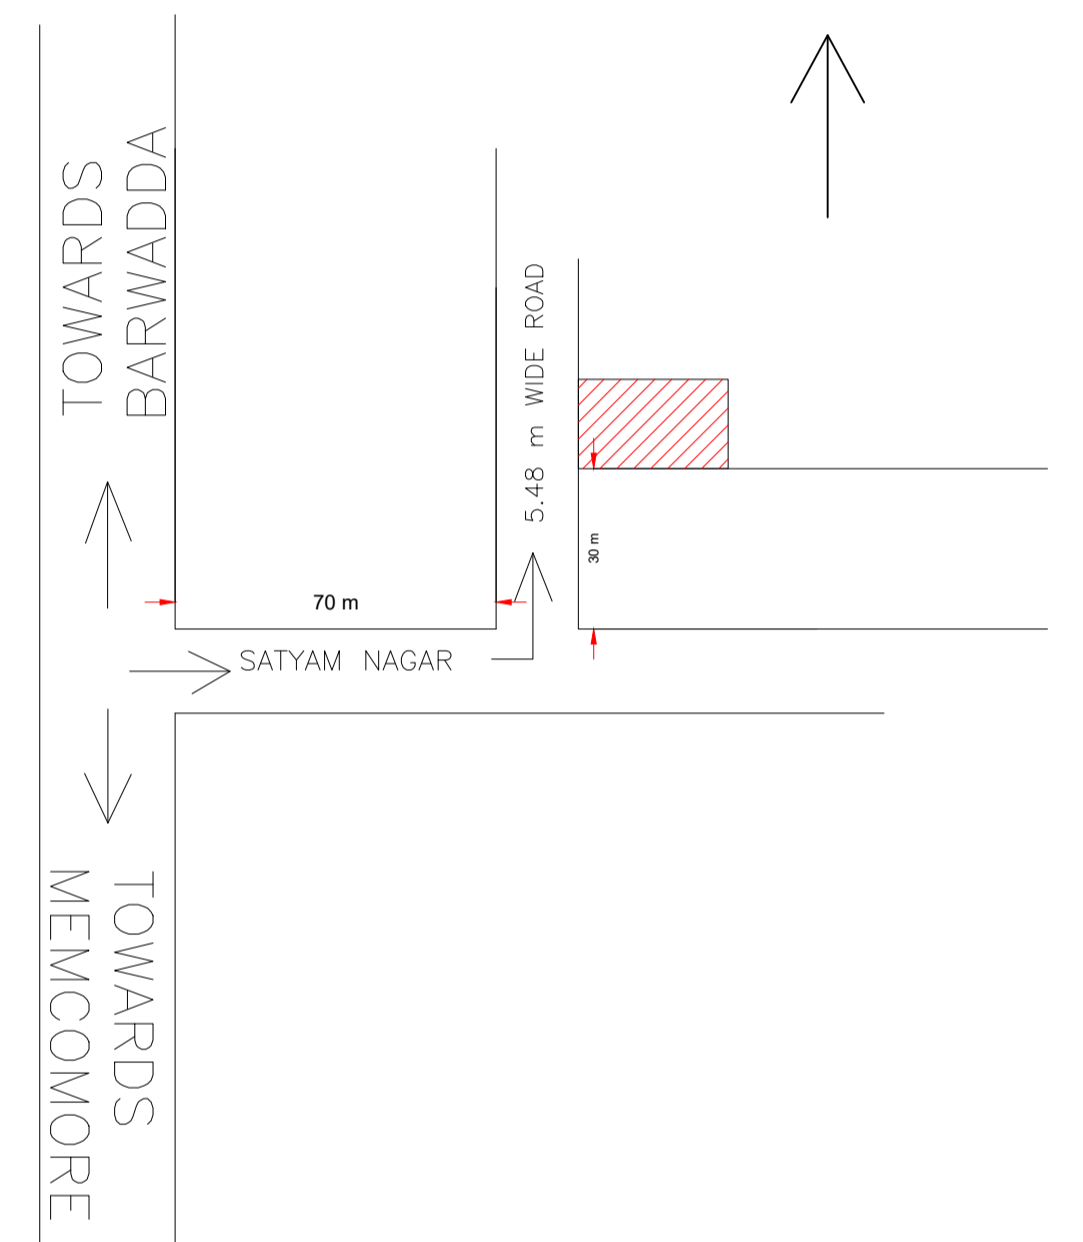 TOWARDS
BARWADDA
5.48 m WIDE ROAD
30 m
70 m
SATYAM NAGAR
TOWARDS
MEMCOMORE